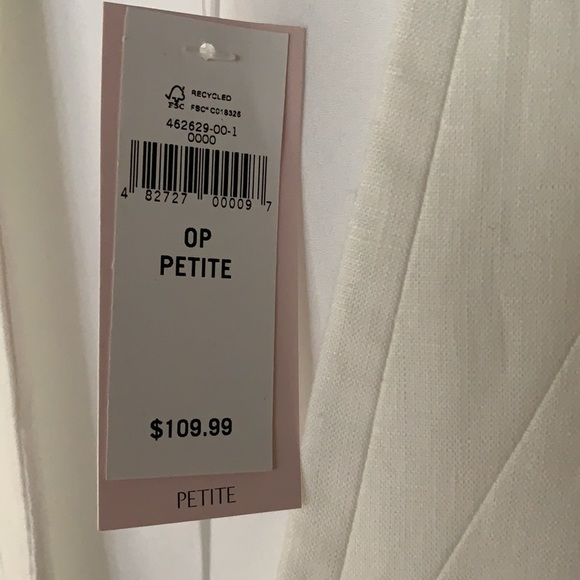 RECYCLED
FSC
FSC® C018326
462629-00-1
0000
4 82727 00009 7
0P
PETITE
$109.99
PETITE